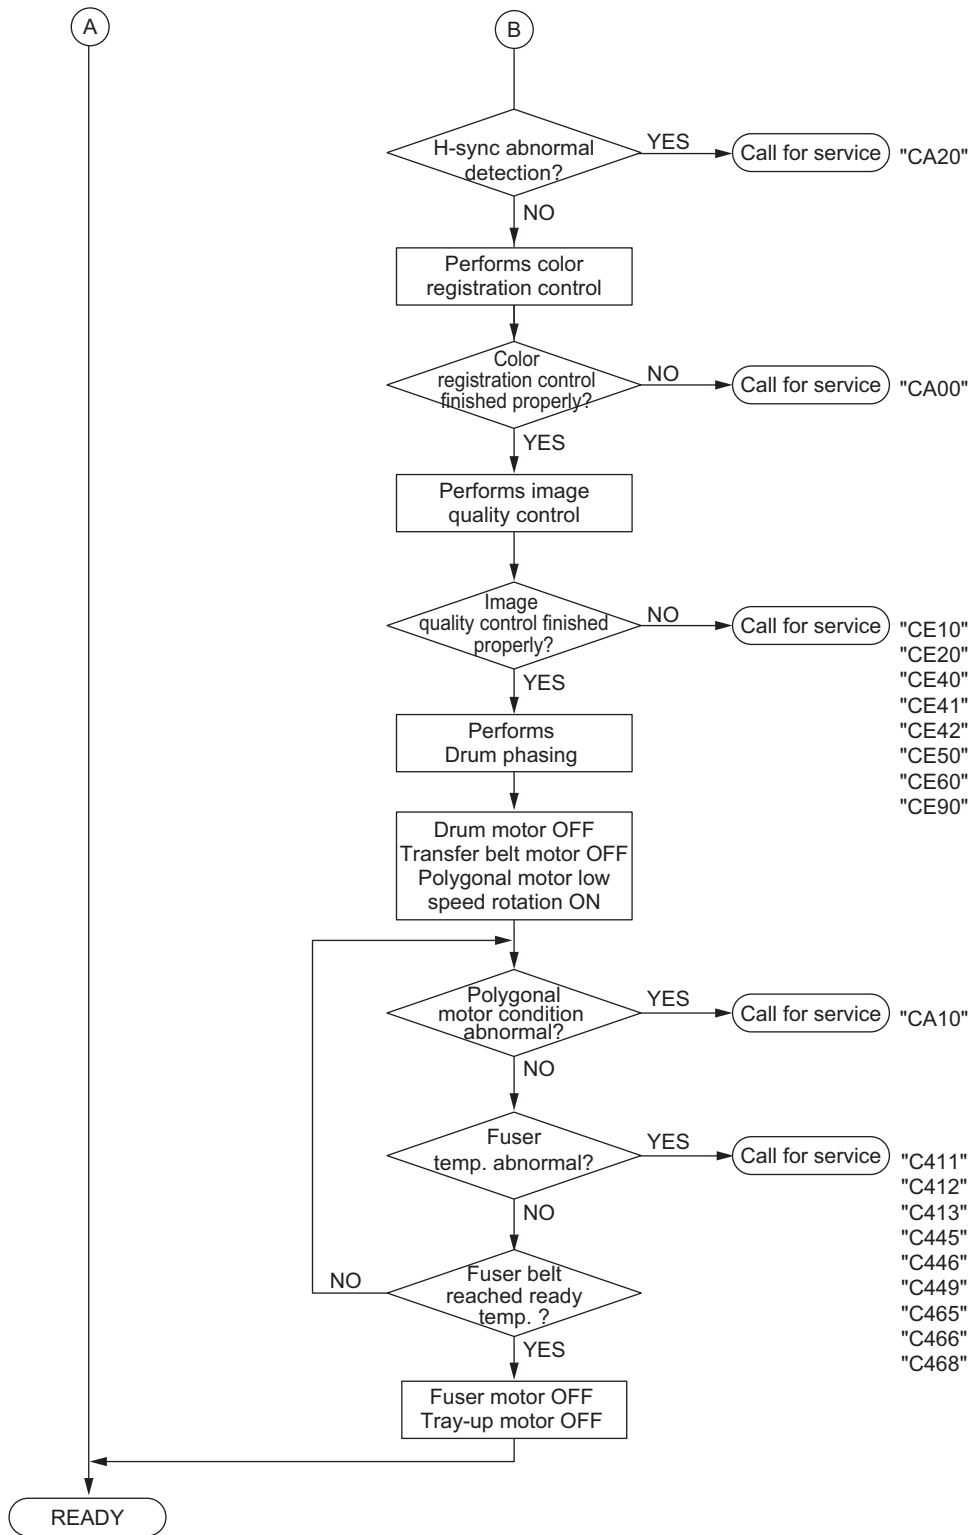 A
B
H-sync abnormal
detection?
YES
Call for service
"CA20"
NO
Performs color
registration control
Color
registration control
finished properly?
NO
Call for service
"CA00"
YES
Performs image
quality control
Image
quality control finished
properly?
NO
Call for service
"CE10"
"CE20"
"CE40"
"CE41"
"CE42"
"CE50"
"CE60"
"CE90"
YES
Performs
Drum phasing
Drum motor OFF
Transfer belt motor OFF
Polygonal motor low
speed rotation ON
Polygonal
motor condition
abnormal?
YES
Call for service
"CA10"
NO
Fuser
temp. abnormal?
YES
Call for service
"C411"
"C412"
"C413"
"C445"
"C446"
"C449"
"C465"
"C466"
"C468"
NO
Fuser belt
reached ready
temp. ?
NO
YES
Fuser motor OFF
Tray-up motor OFF
READY